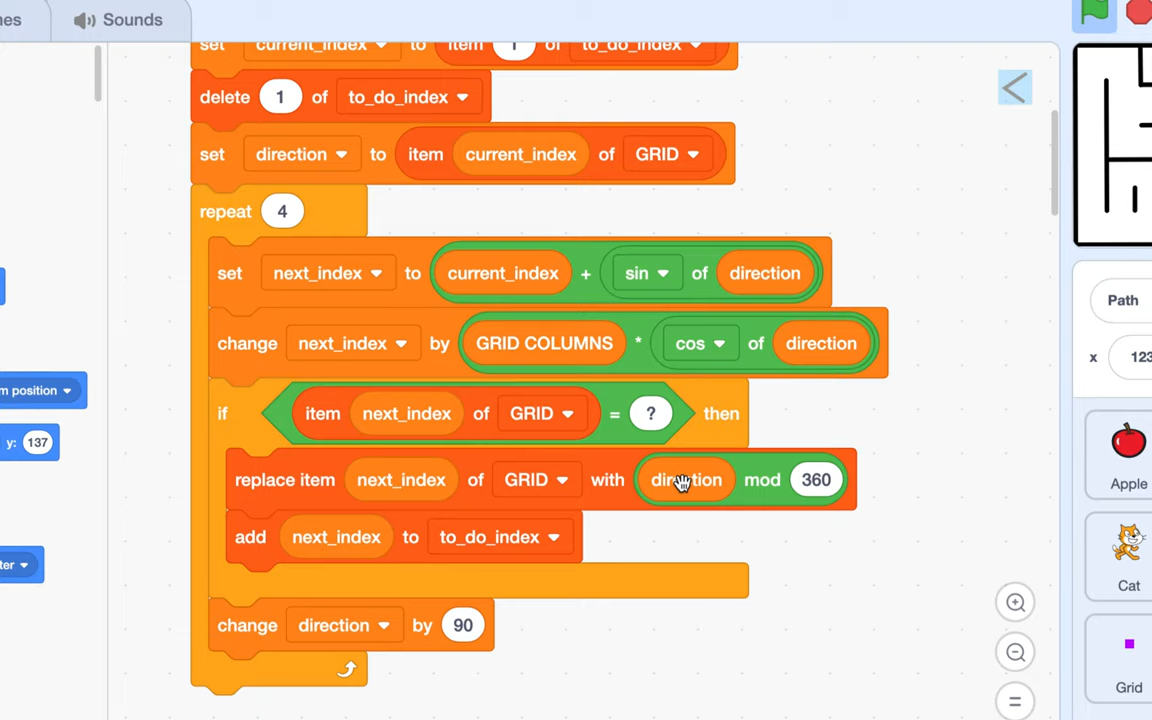 nes
Sounds
set current_index to item 1 of to_do_index
delete 1 of to_do_index
set direction to item current_index of GRID
repeat 4
set next_index to current_index + sin of direction
change next_index by GRID COLUMNS * cos of direction
if item next_index of GRID = ? then
replace item next_index of GRID with direction mod 360
add next_index to to_do_index
change direction by 90
m position
y: 137
ter
Path
x 123
Apple
Cat
Grid